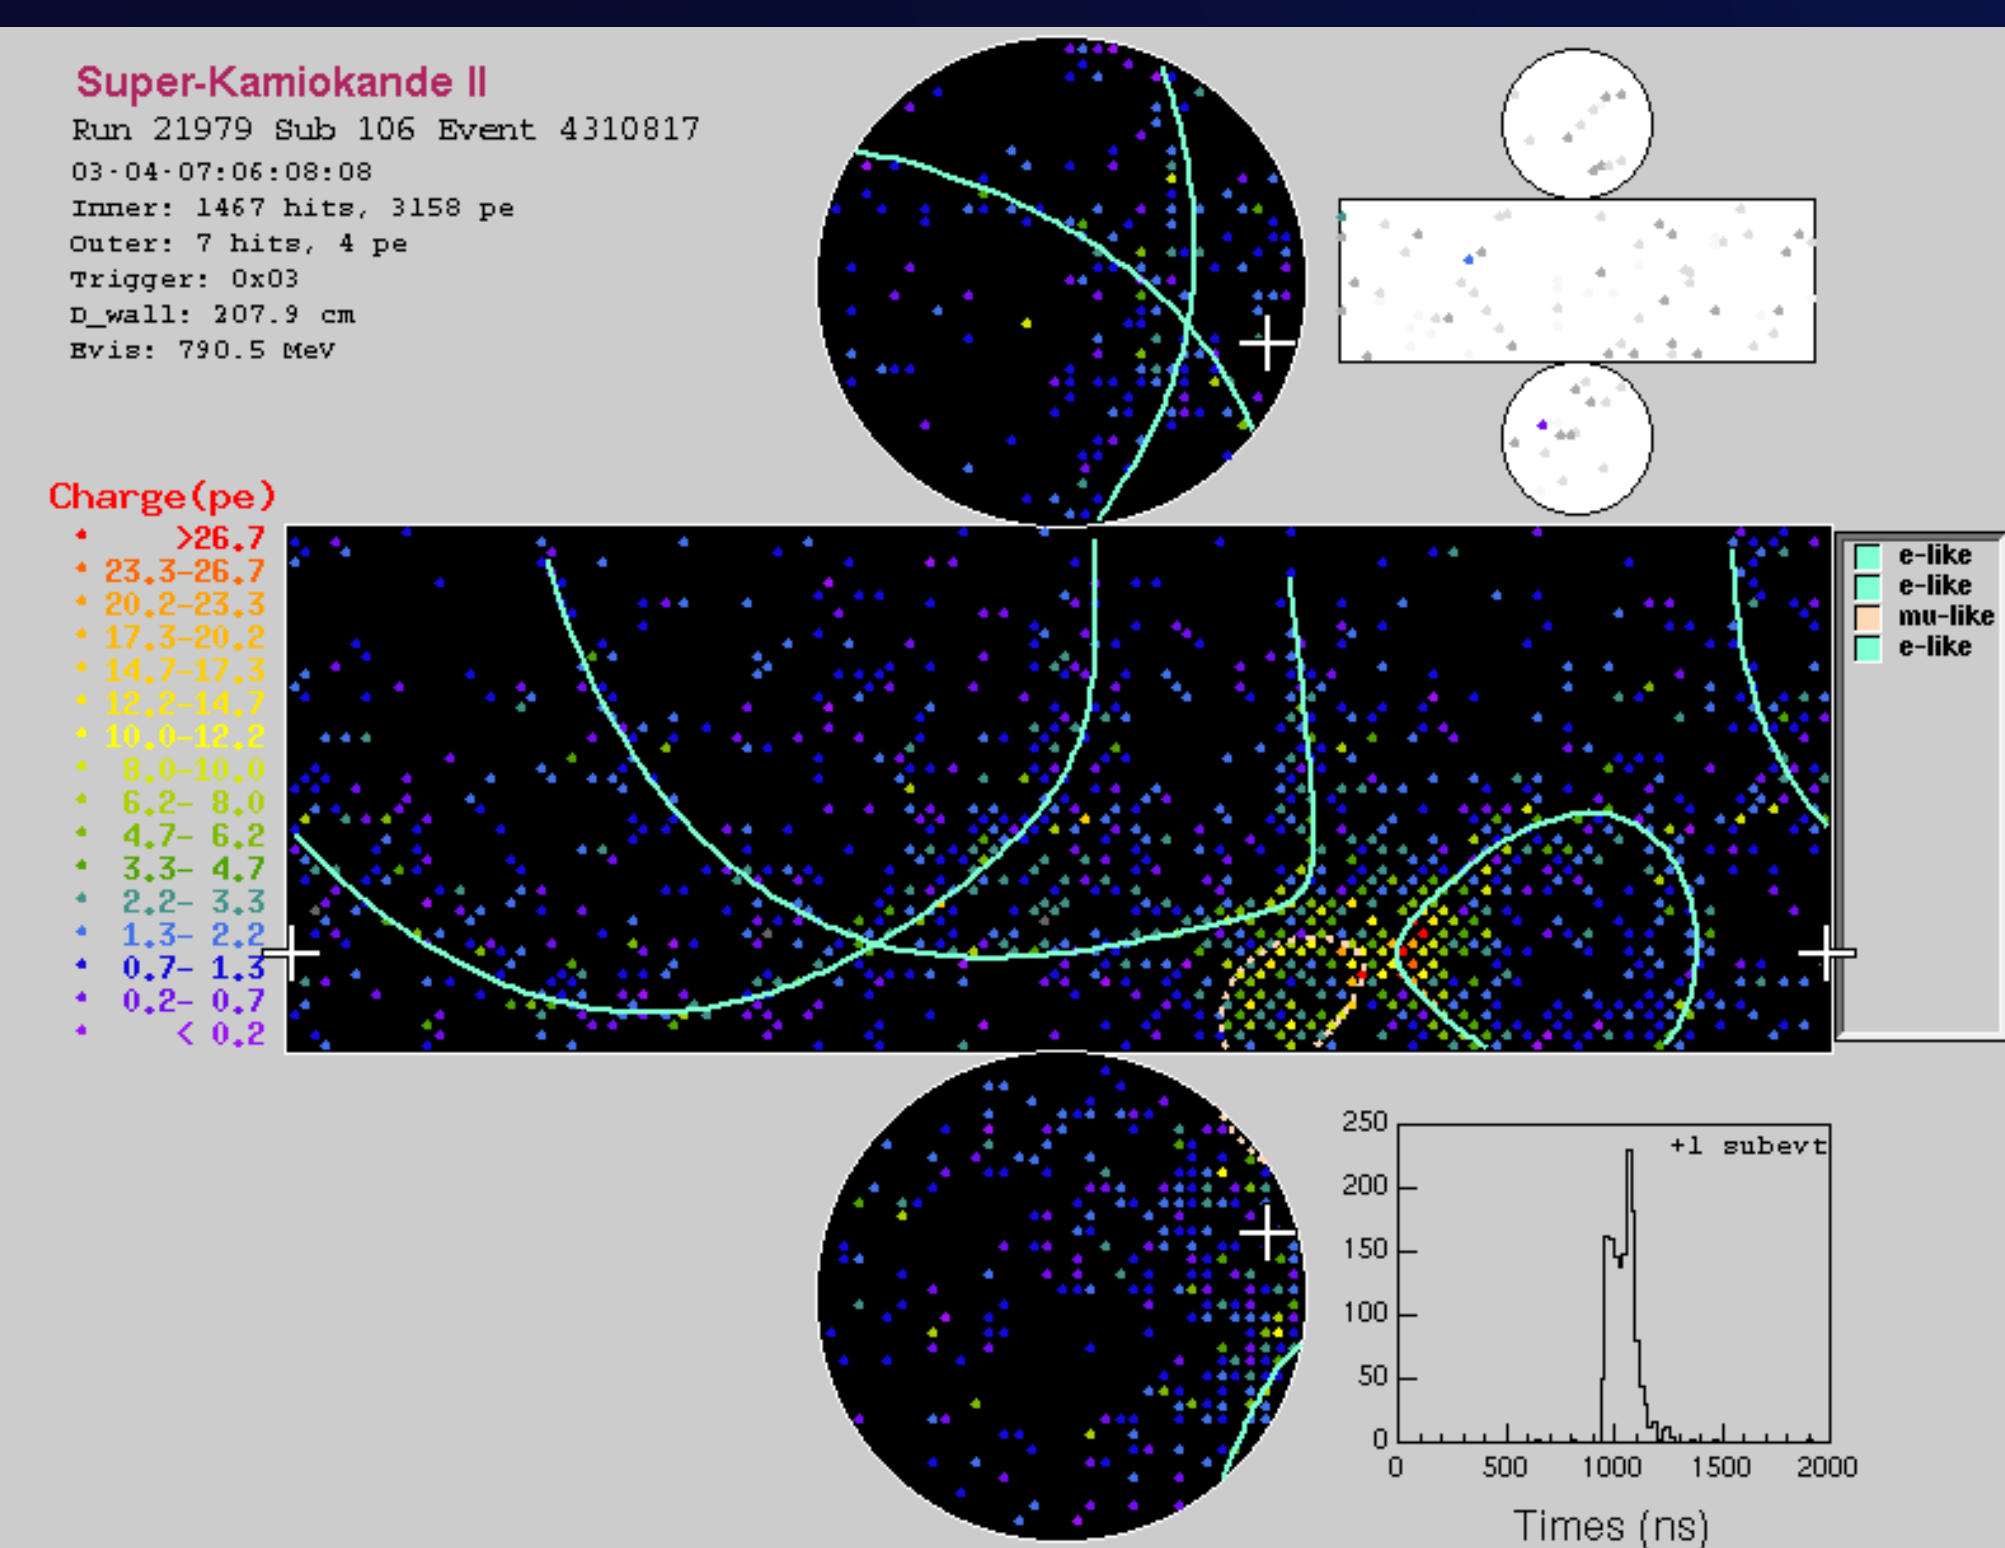 Super-Kamiokande II
Run 21979 Sub 106 Event 4310817
03-04-07:06:08:08
Inner: 1467 hits, 3158 pe
Outer: 7 hits, 4 pe
Trigger: 0x03
D_wall: 207.9 cm
Evis: 790.5 MeV
Charge(pe)
>26.7
23.3-26.7
20.2-23.3
17.3-20.2
14.7-17.3
12.2-14.7
10.0-12.2
8.0-10.0
6.2- 8.0
4.7- 6.2
3.3- 4.7
2.2- 3.3
1.3- 2.2
0.7- 1.3
0.2- 0.7
< 0.2
e-like
e-like
mu-like
e-like
+1 subevt
250
200
150
100
50
0
0 500 1000 1500 2000
Times (ns)